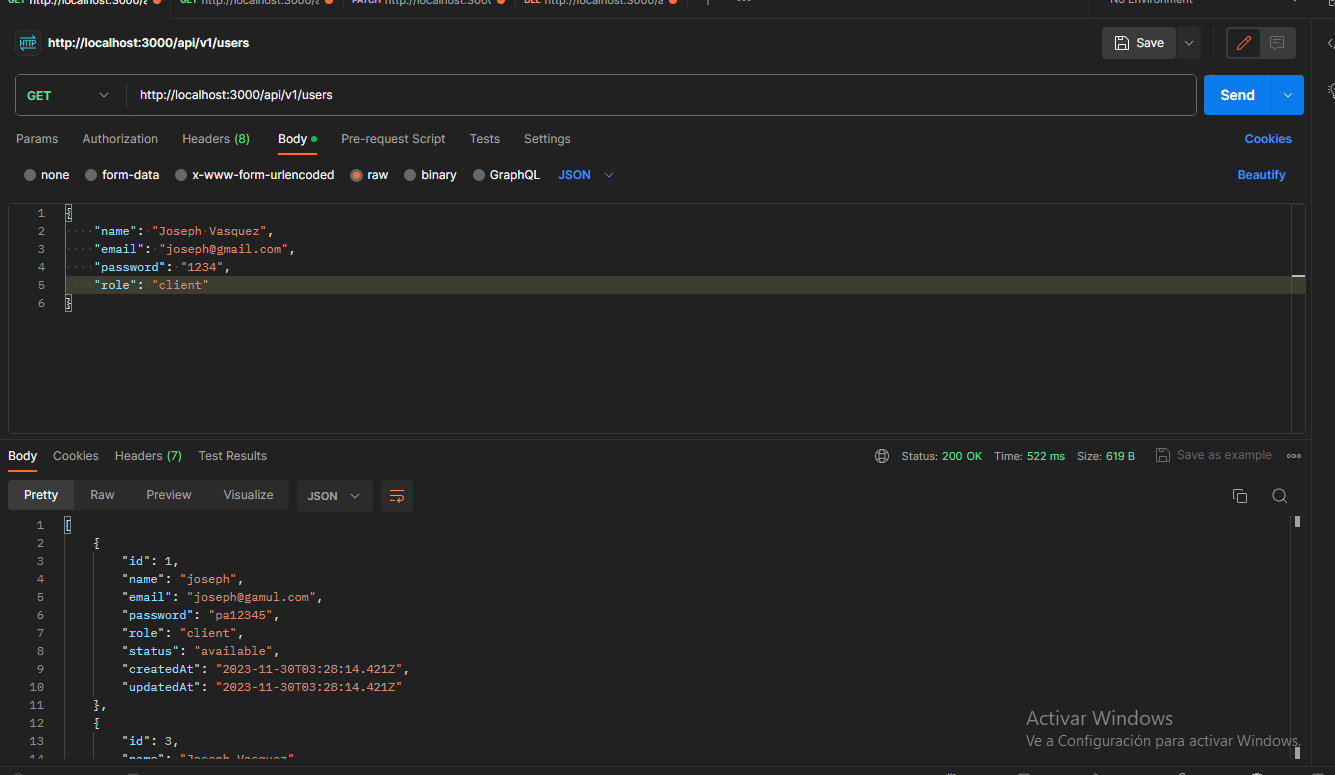 GET http://localhost:3000/a
GET http://localhost:3000/a
PATCH http://localhost:300(
DEL http://localhost:3000/a
No Environment
HTTP http://localhost:3000/api/v1/users
Save
GET http://localhost:3000/api/v1/users Send
Params Authorization Headers (8) Body Pre-request Script Tests Settings Cookies
none form-data x-www-form-urlencoded raw binary GraphQL JSON Beautify
1 {
2 "name": "Joseph Vasquez",
3 "email": "joseph@gmail.com",
4 "password": "1234",
5 "role": "client"
6 }
Body Cookies Headers (7) Test Results Status: 200 OK Time: 522 ms Size: 619 B Save as example
Pretty Raw Preview Visualize JSON
1 [
2 {
3 "id": 1,
4 "name": "joseph",
5 "email": "joseph@gamul.com",
6 "password": "pa12345",
7 "role": "client",
8 "status": "available",
9 "createdAt": "2023-11-30T03:28:14.421Z",
10 "updatedAt": "2023-11-30T03:28:14.421Z"
11 },
12 {
13 "id": 3,
14 "name": "Joseph Vasquez"
Activar Windows
Ve a Configuración para activar Windows.